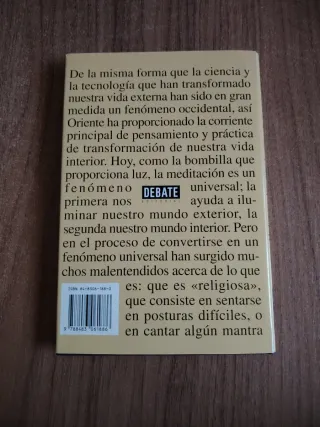 De la misma forma que la ciencia y
la tecnología que han transformado
nuestra vida externa han sido en gran
medida un fenómeno occidental, así
Oriente ha proporcionado la corriente
principal de pensamiento y práctica
de transformación de nuestra vida
interior. Hoy, como la bombilla que
proporciona luz, la meditación es un
fenómeno DEBATE universal; la
primera nos ayuda a ilu-
minar nuestro mundo exterior, la
segunda nuestro mundo interior. Pero
en el proceso de convertirse en un
fenómeno universal han surgido mu-
chos malentendidos acerca de lo que
es: que es «religiosa»,
que consiste en sentarse
en posturas difíciles, o
en cantar algún mantra